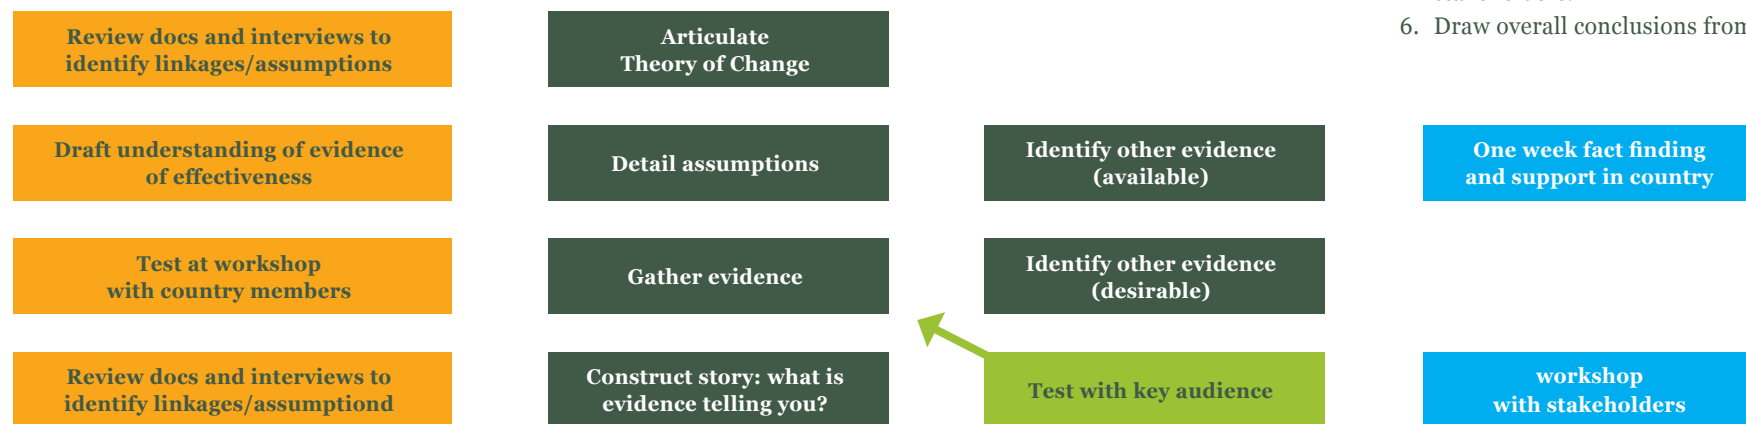 6. Draw overall conclusions from
Review docs and interviews to
identify linkages/assumptions
Articulate
Theory of Change
Draft understanding of evidence
of effectiveness
Detail assumptions
Identify other evidence
(available)
One week fact finding
and support in country
Test at workshop
with country members
Gather evidence
Identify other evidence
(desirable)
Review docs and interviews to
identify linkages/assumptiond
Construct story: what is
evidence telling you?
Test with key audience
workshop
with stakeholders